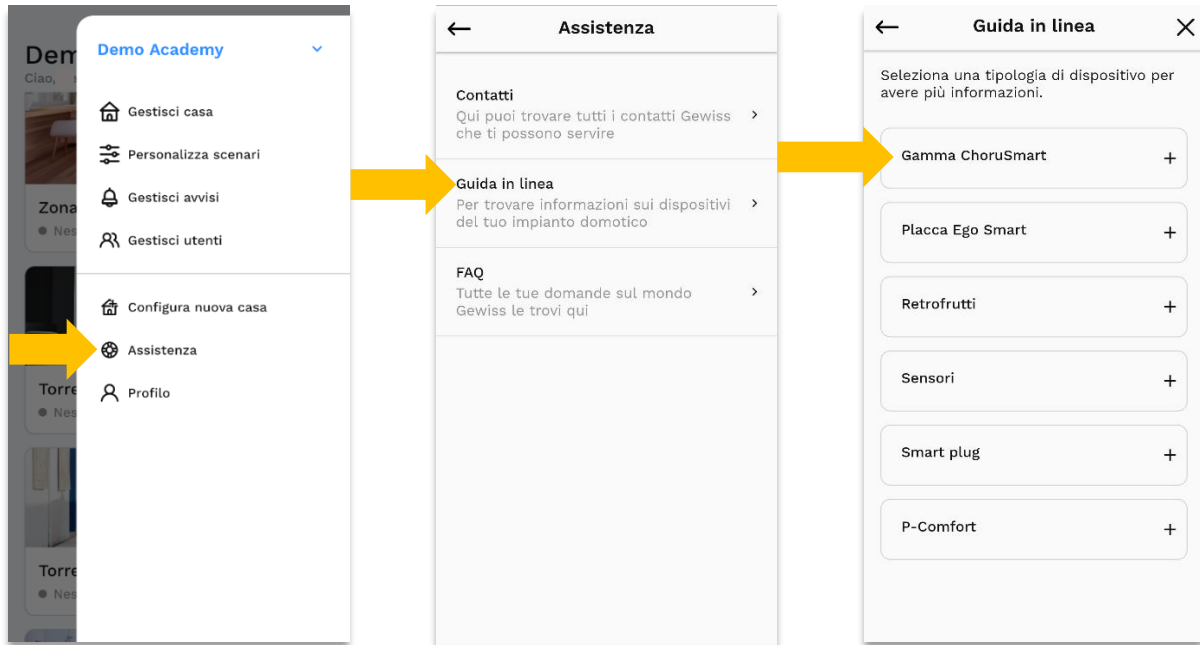 Dem
Ciao,
Zona
Nes
Torre
Nes
Torre
Nes
Demo Academy
Gestisci casa
Personalizza scenari
Gestisci avvisi
Gestisci utenti
Configura nuova casa
Assistenza
Profilo
Assistenza
Contatti
Qui puoi trovare tutti i contatti Gewiss
che ti possono servire
Guida in linea
Per trovare informazioni sui dispositivi
del tuo impianto domotico
FAQ
Tutte le tue domande sul mondo
Gewiss le trovi qui
Guida in linea
Seleziona una tipologia di dispositivo per
avere più informazioni.
Gamma ChoruSmart
Placca Ego Smart
Retrofrutti
Sensori
Smart plug
P-Comfort